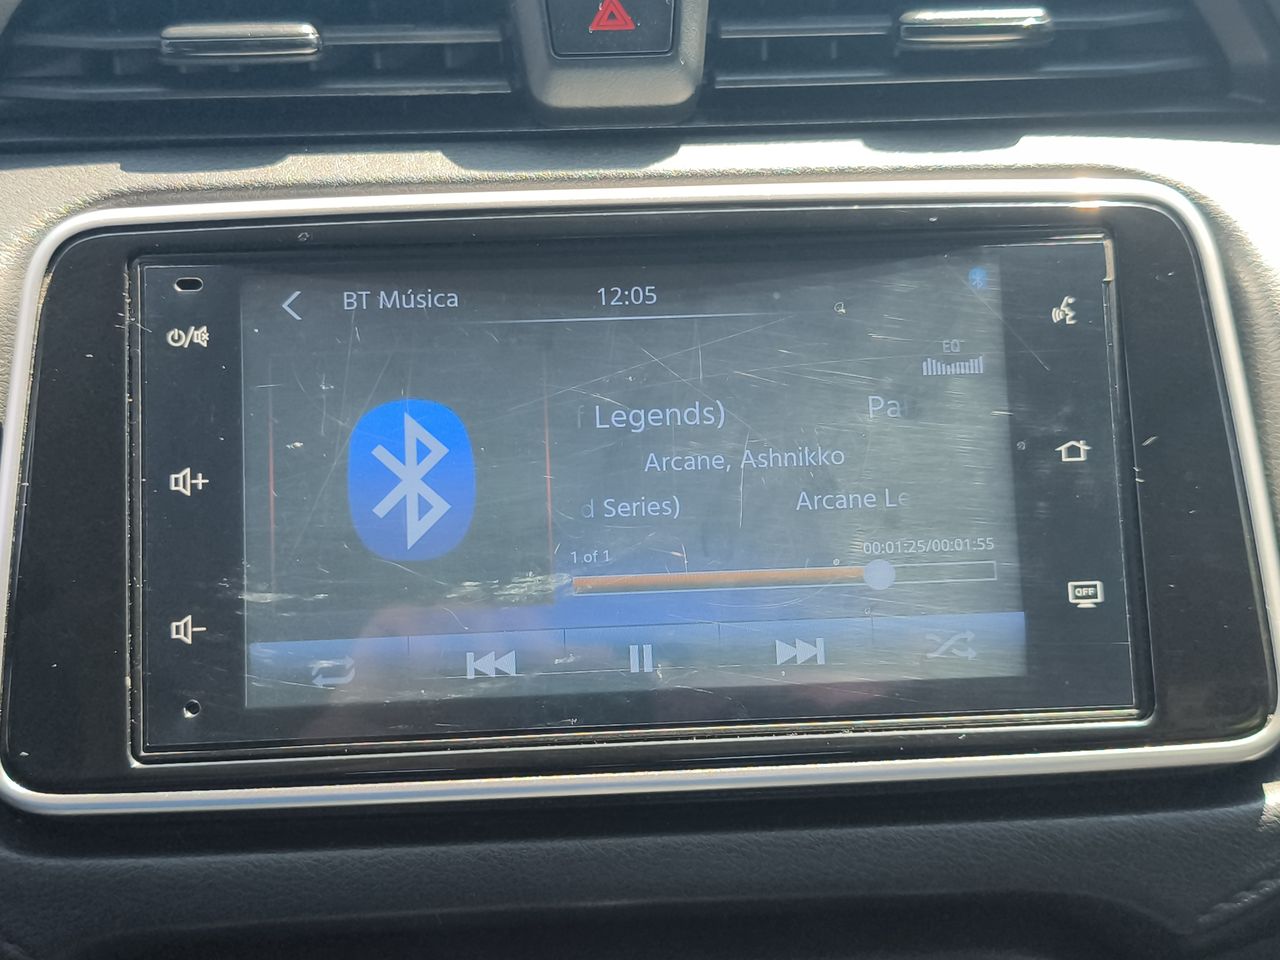 BT Música 12:05
EQ
f Legends) Pa
Arcane, Ashnikko
d Series) Arcane Le
1 of 1 00:01:25/00:01:55
OFF